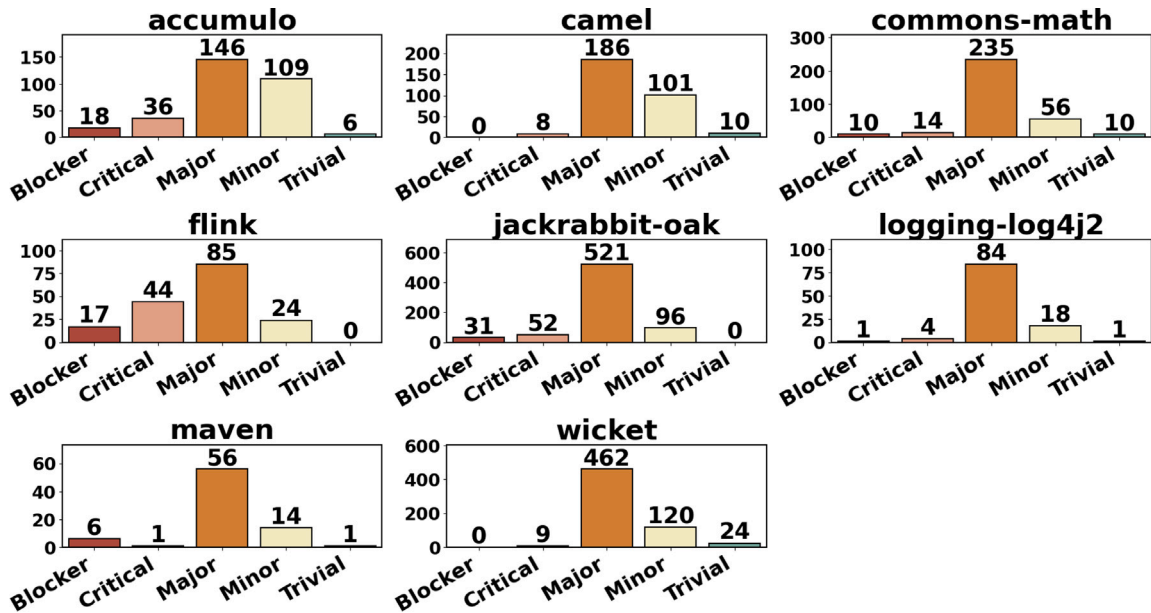 accumulo
150
100
50
0
18
36
146
109
6
Blocker
Critical
Major
Minor
Trivial
camel
200
150
100
50
0
0
8
186
101
10
Blocker
Critical
Major
Minor
Trivial
commons-math
300
200
100
0
10
14
235
56
10
Blocker
Critical
Major
Minor
Trivial
flink
100
75
50
25
0
17
44
85
24
0
Blocker
Critical
Major
Minor
Trivial
jackrabbit-oak
600
400
200
0
31
52
521
96
0
Blocker
Critical
Major
Minor
Trivial
logging-log4j2
100
75
50
25
0
1
4
84
18
1
Blocker
Critical
Major
Minor
Trivial
maven
60
40
20
0
6
1
56
14
1
Blocker
Critical
Major
Minor
Trivial
wicket
600
400
200
0
0
9
462
120
24
Blocker
Critical
Major
Minor
Trivial